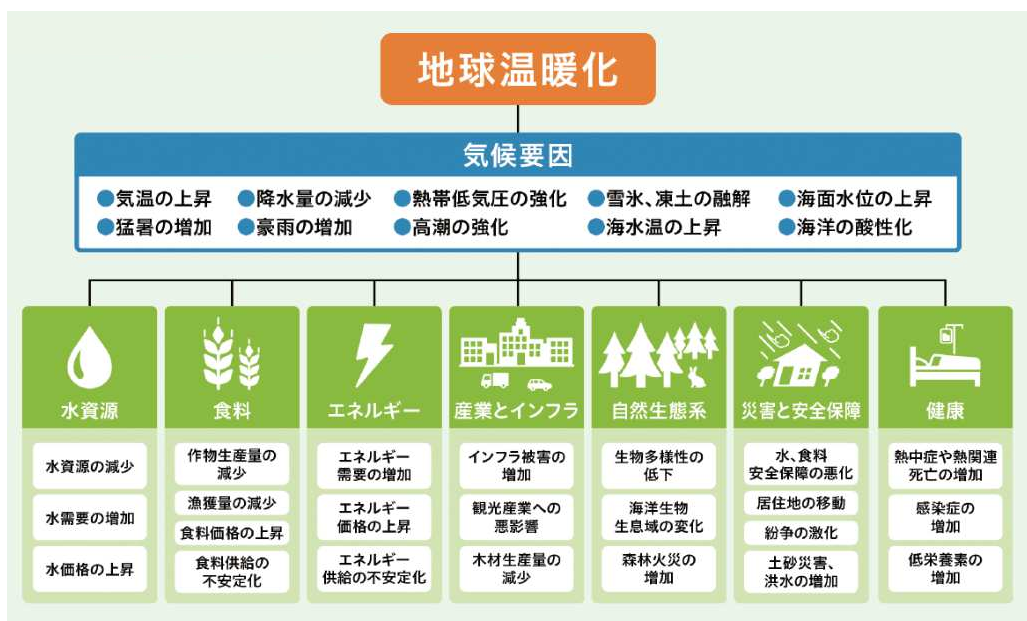 地球温暖化
気候要因
●気温の上昇 ●降水量の減少 ●熱帯低気圧の強化 ●雪氷、凍土の融解 ●海面水位の上昇
●猛暑の増加 ●豪雨の増加 ●高潮の強化 ●海水温の上昇 ●海洋の酸性化
水資源
水資源の減少
水需要の増加
水価格の上昇
食料
作物生産量の
減少
漁獲量の減少
食料価格の上昇
食料供給の
不安定化
エネルギー
エネルギー
需要の増加
エネルギー
価格の上昇
エネルギー
供給の不安定化
産業とインフラ
インフラ被害の
増加
観光産業への
悪影響
木材生産量の
減少
自然生態系
生物多様性の
低下
海洋生物
生息域の変化
森林火災の
増加
災害と安全保障
水、食料
安全保障の悪化
居住地の移動
紛争の激化
土砂災害、
洪水の増加
健康
熱中症や熱関連
死亡の増加
感染症の
増加
低栄養素の
増加